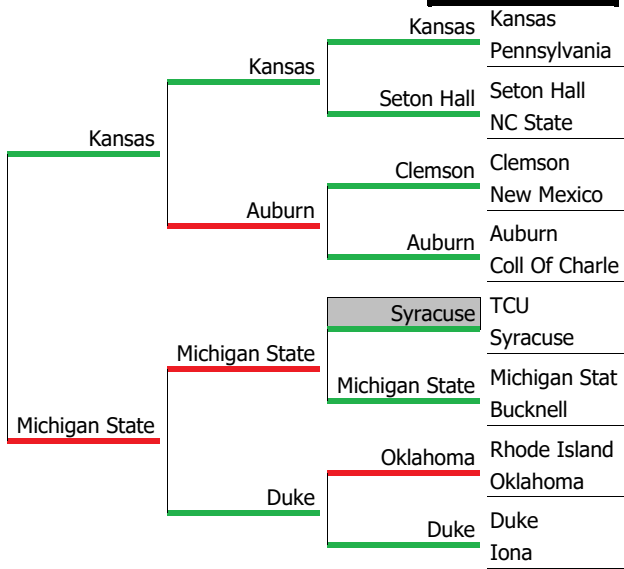 Kansas
Kansas
Pennsylvania
Kansas
Seton Hall
Seton Hall
NC State
Kansas
Clemson
Clemson
New Mexico
Auburn
Auburn
Auburn
Coll Of Charle
Syracuse
TCU
Syracuse
Michigan State
Michigan State
Michigan Stat
Bucknell
Michigan State
Oklahoma
Rhode Island
Oklahoma
Duke
Duke
Duke
Iona